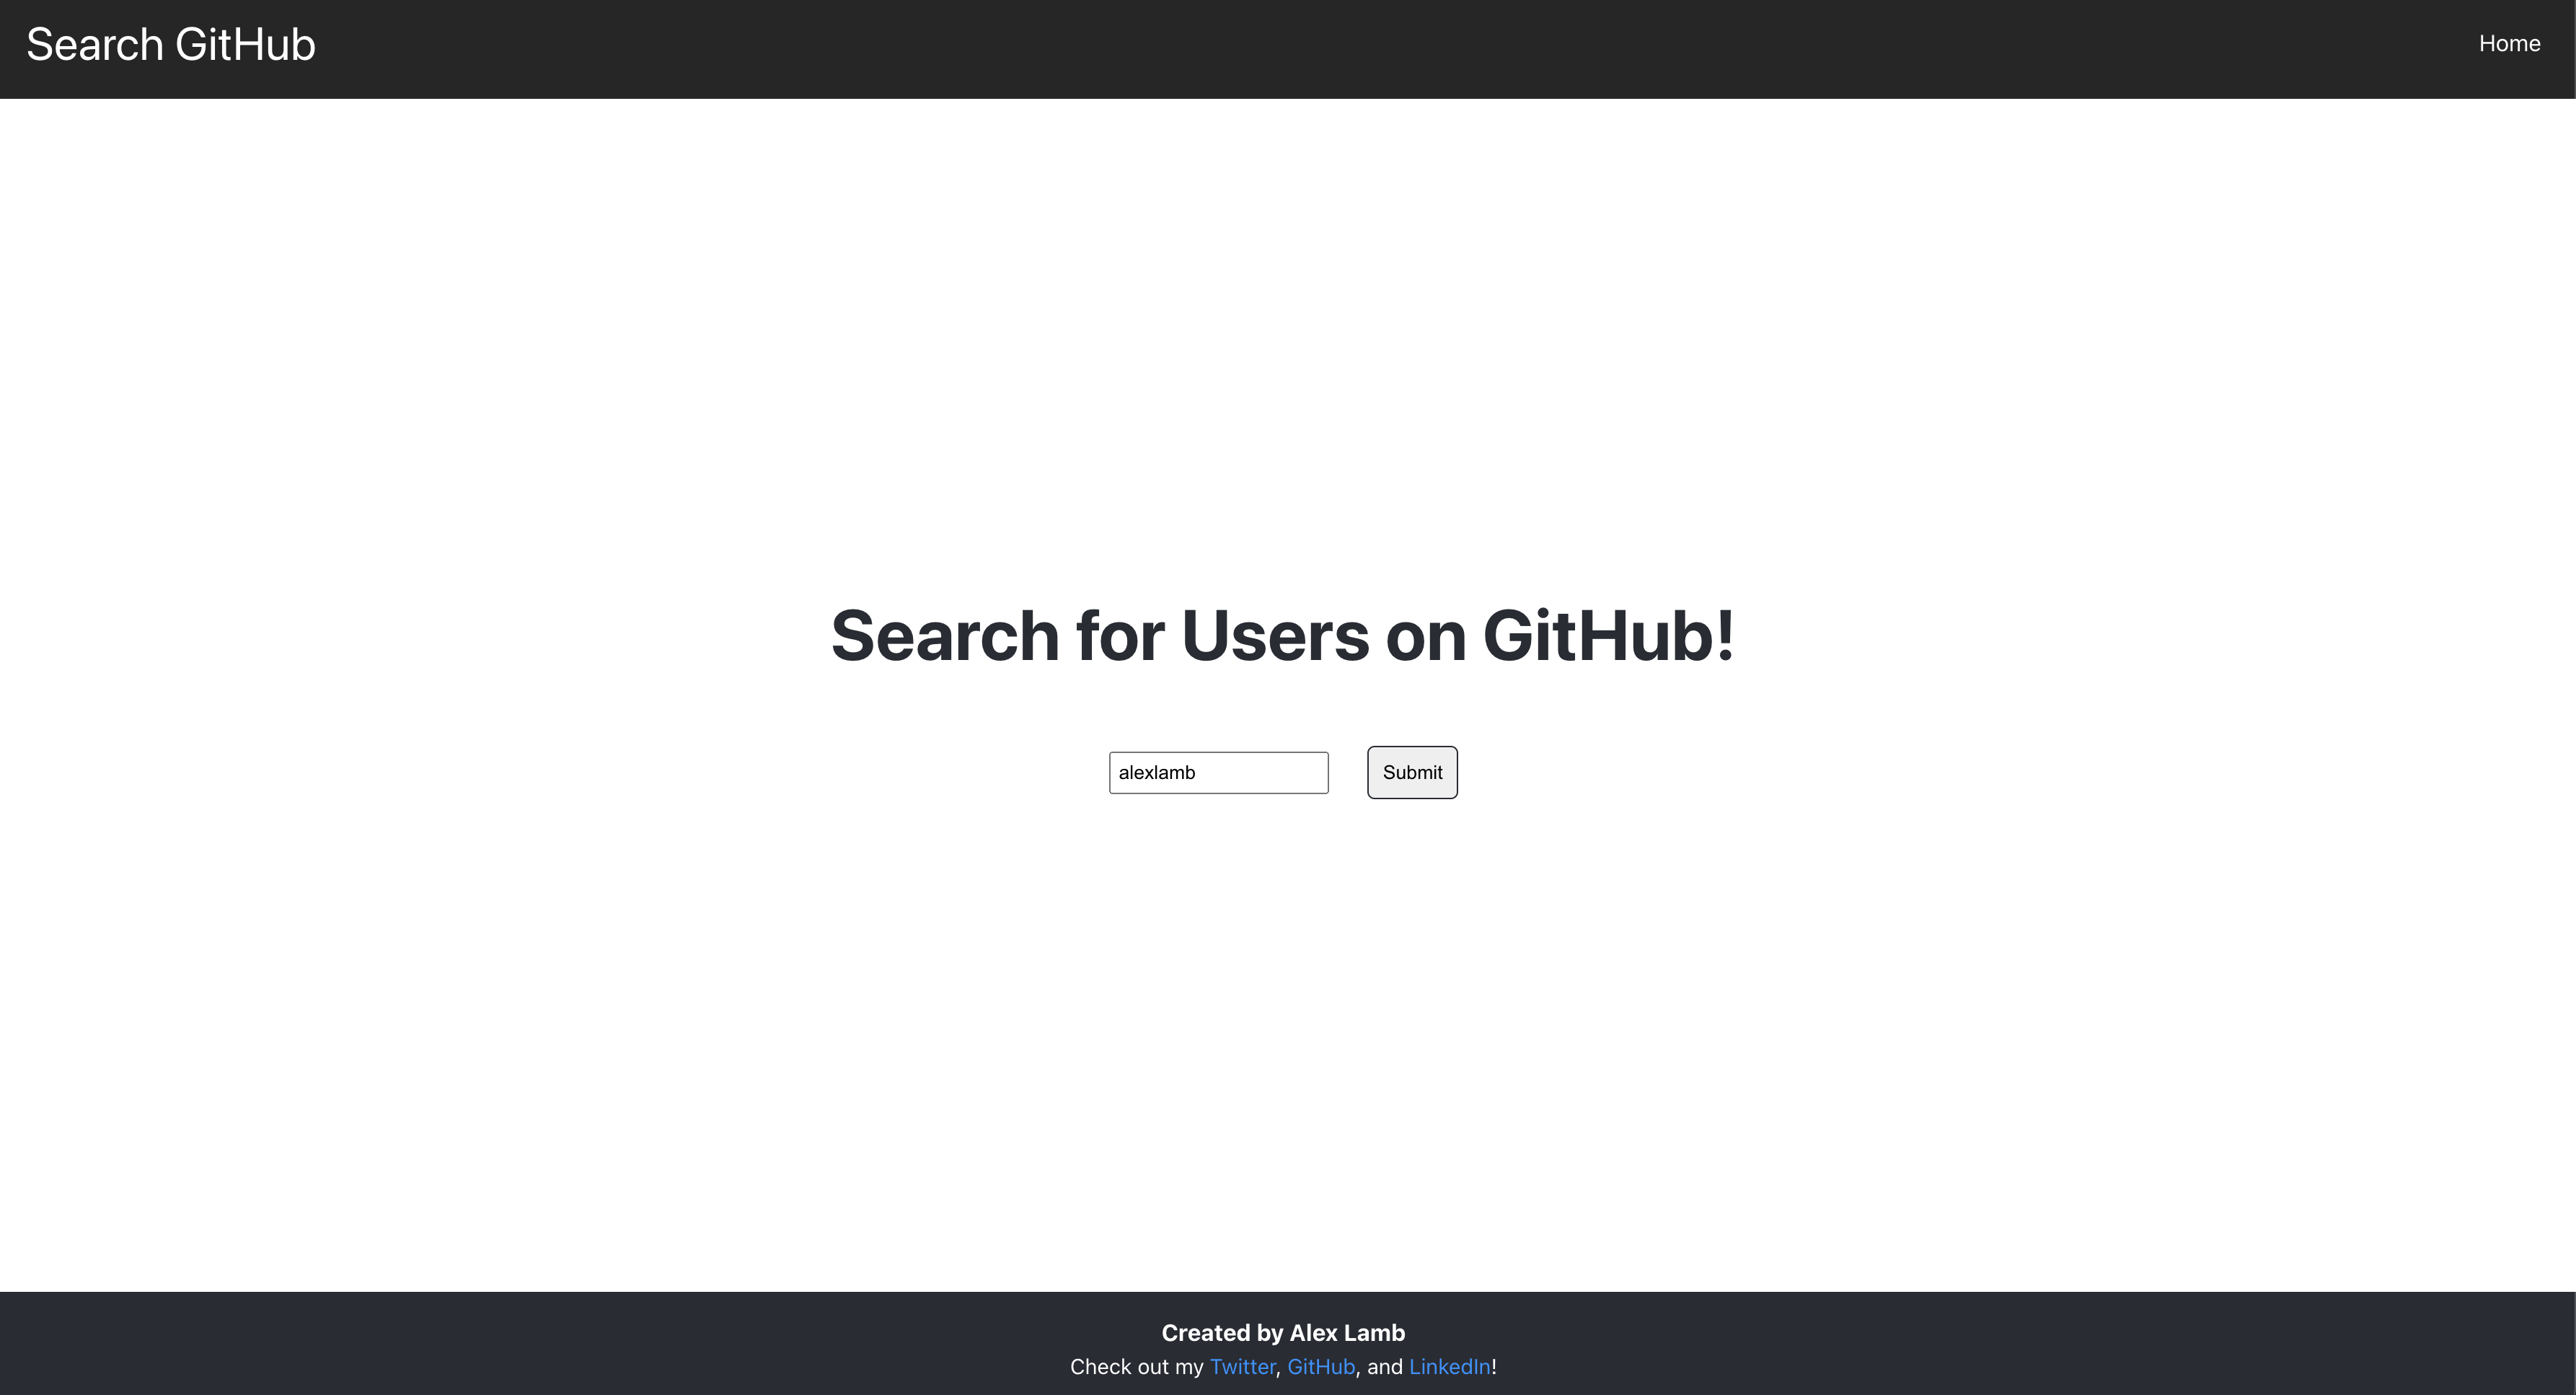 Search GitHub
Home
Search for Users on GitHub!
alexlamb
Submit
Created by Alex Lamb
Check out my Twitter, GitHub, and LinkedIn!